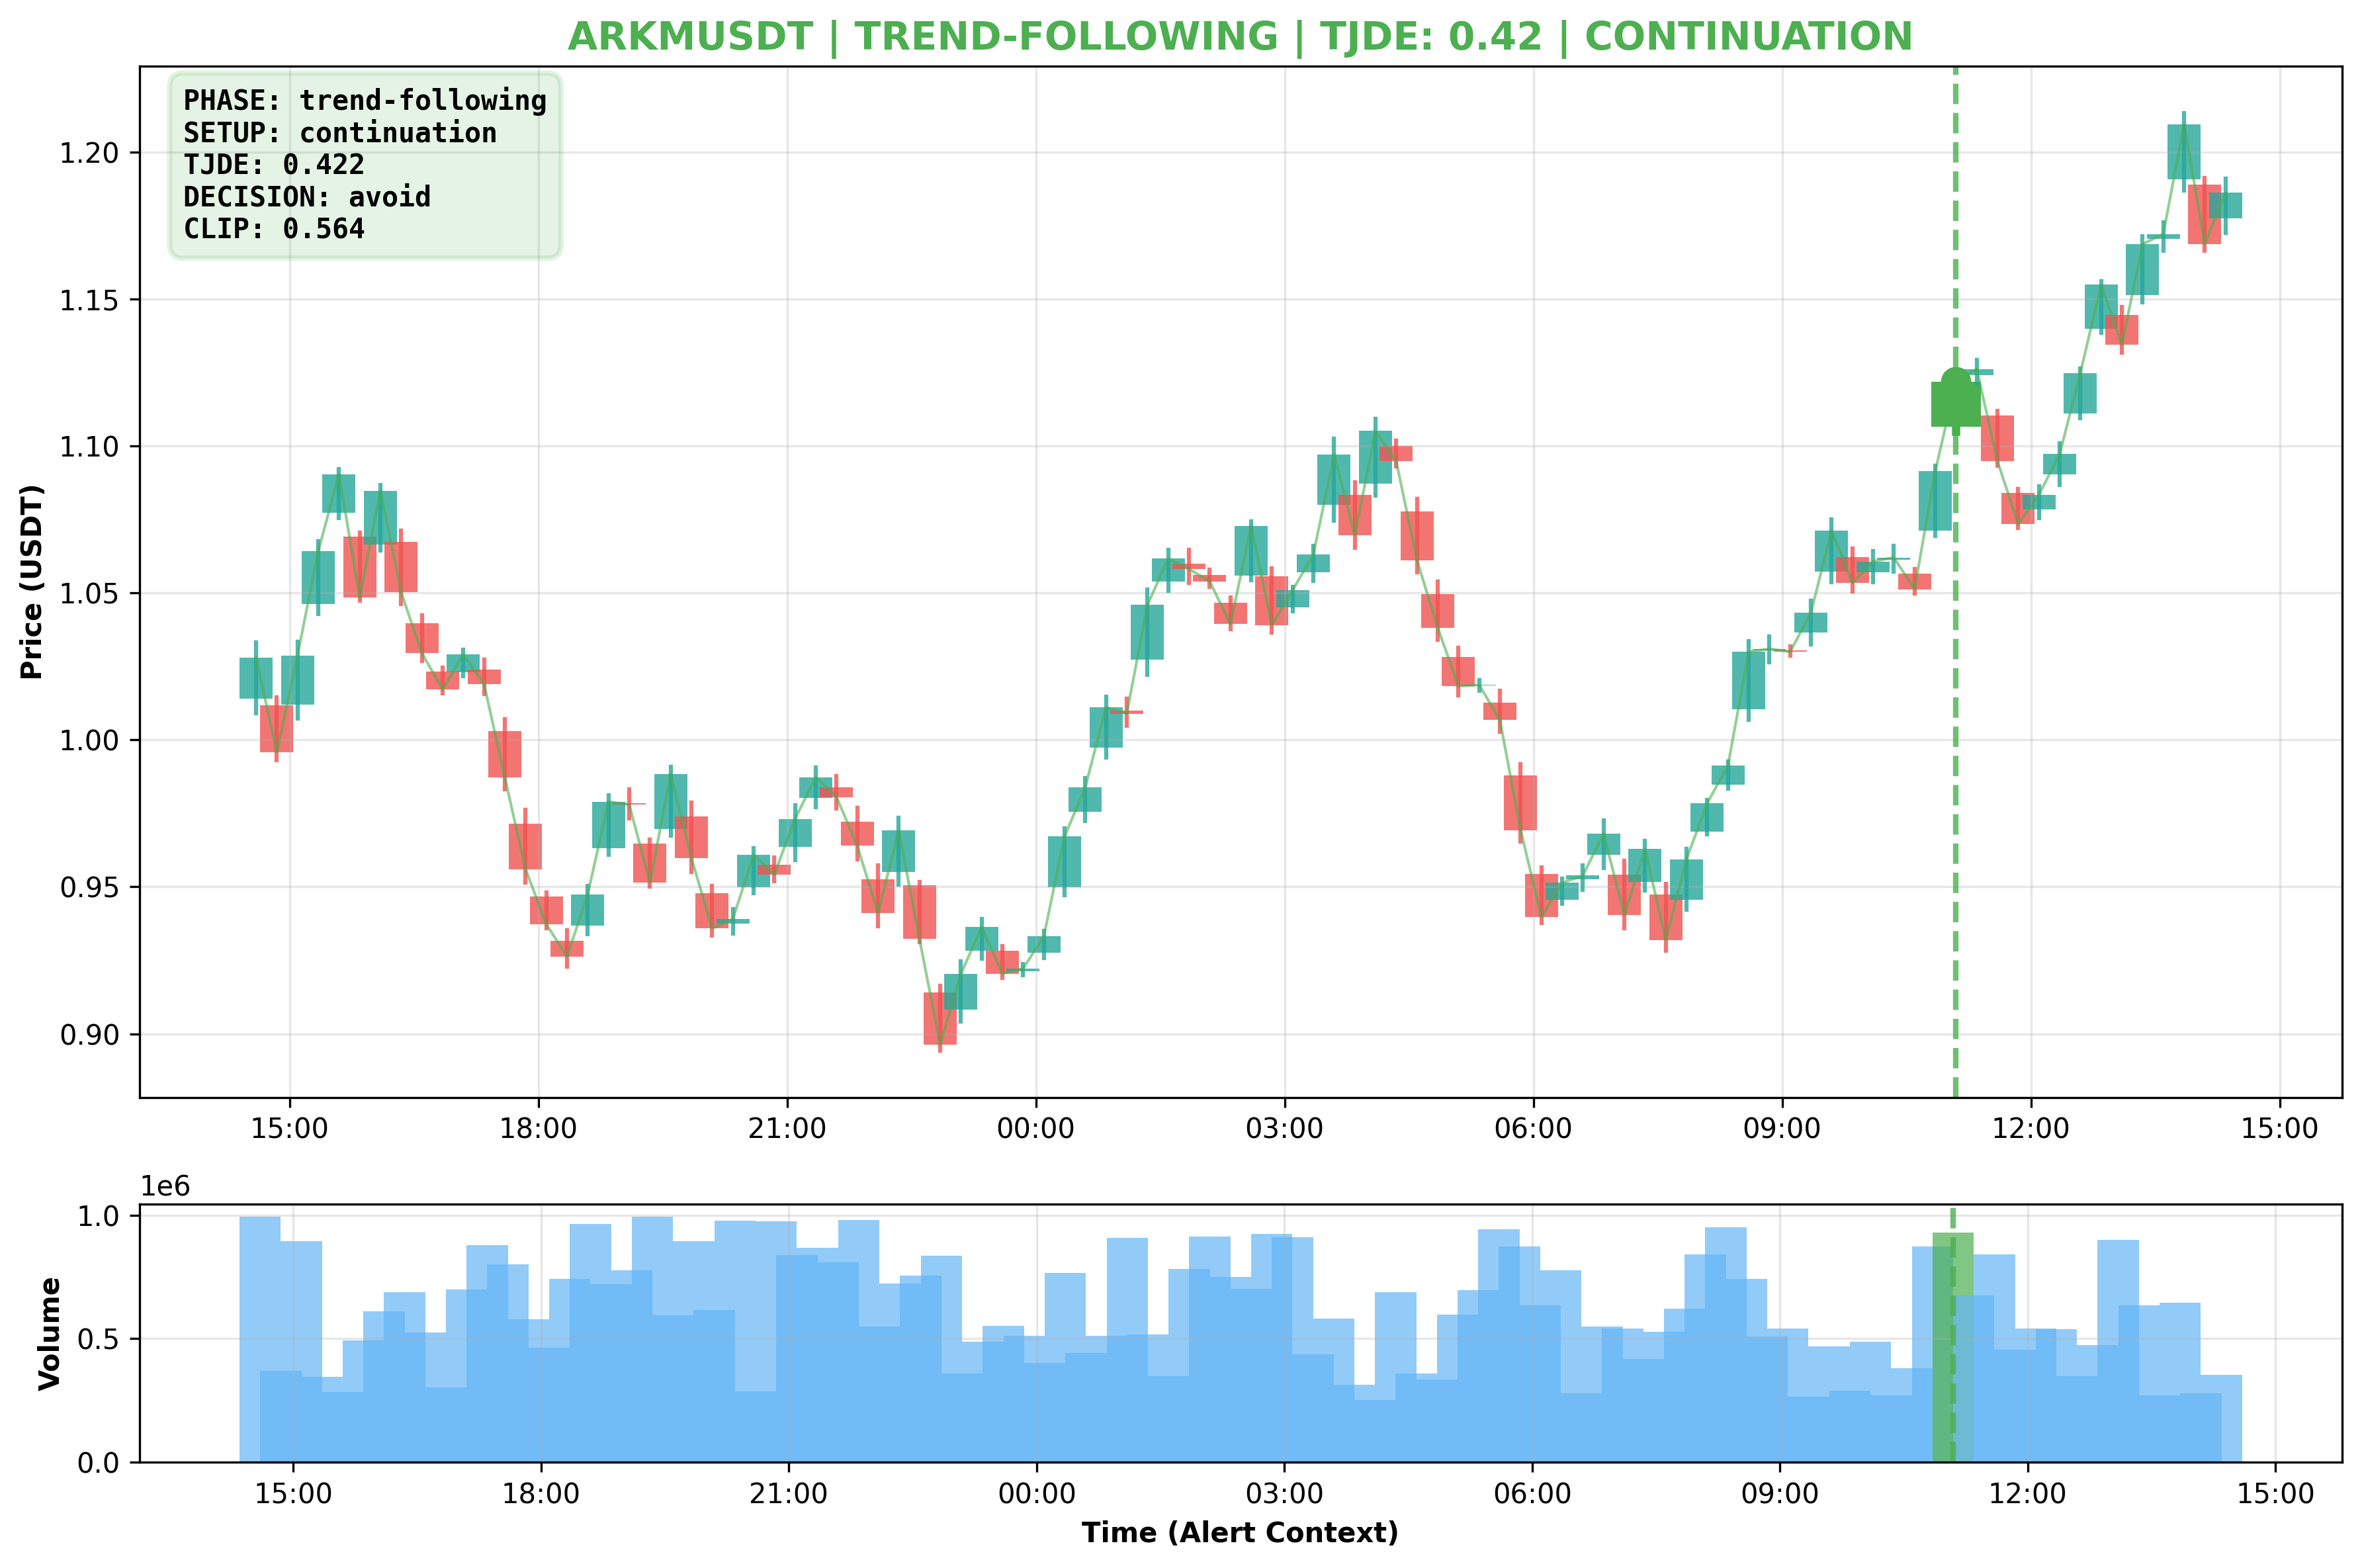 ARKMUSDT | TREND-FOLLOWING | TJDE: 0.42 | CONTINUATION
PHASE: trend-following
SETUP: continuation
TJDE: 0.422
DECISION: avoid
CLIP: 0.564
Price (USDT)
1.20
1.15
1.10
1.05
1.00
0.95
0.90
15:00 18:00 21:00 00:00 03:00 06:00 09:00 12:00 15:00
1e6
Volume
1.0
0.5
0.0
15:00 18:00 21:00 00:00 03:00 06:00 09:00 12:00 15:00
Time (Alert Context)